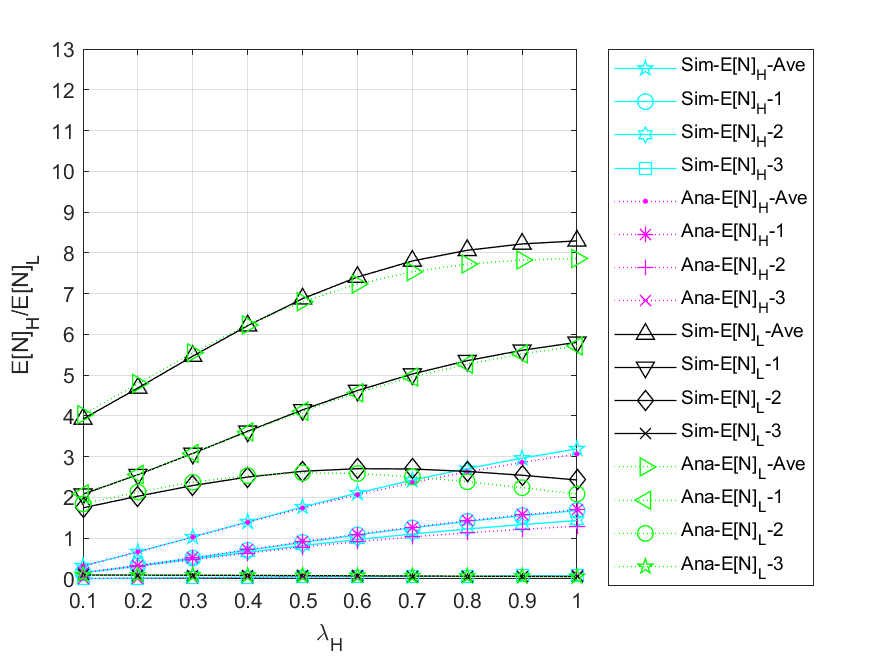 13
12
11
10
9
8
7
6
5
4
3
2
1
0
E[N]H/E[N]L
0.1 0.2 0.3 0.4 0.5 0.6 0.7 0.8 0.9 1
λH
Sim-E[N]H-Ave
Sim-E[N]H-1
Sim-E[N]H-2
Sim-E[N]H-3
Ana-E[N]H-Ave
Ana-E[N]H-1
Ana-E[N]H-2
Ana-E[N]H-3
Sim-E[N]L-Ave
Sim-E[N]L-1
Sim-E[N]L-2
Sim-E[N]L-3
Ana-E[N]L-Ave
Ana-E[N]L-1
Ana-E[N]L-2
Ana-E[N]L-3